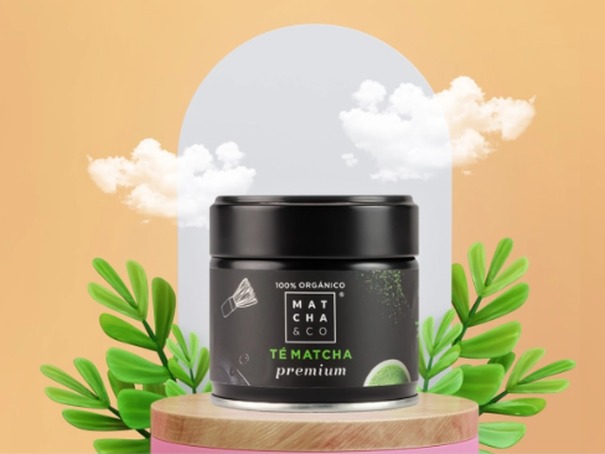 100% ORGÁNICO
MAT
CHA
& CO
®
TÉ MATCHA
premium